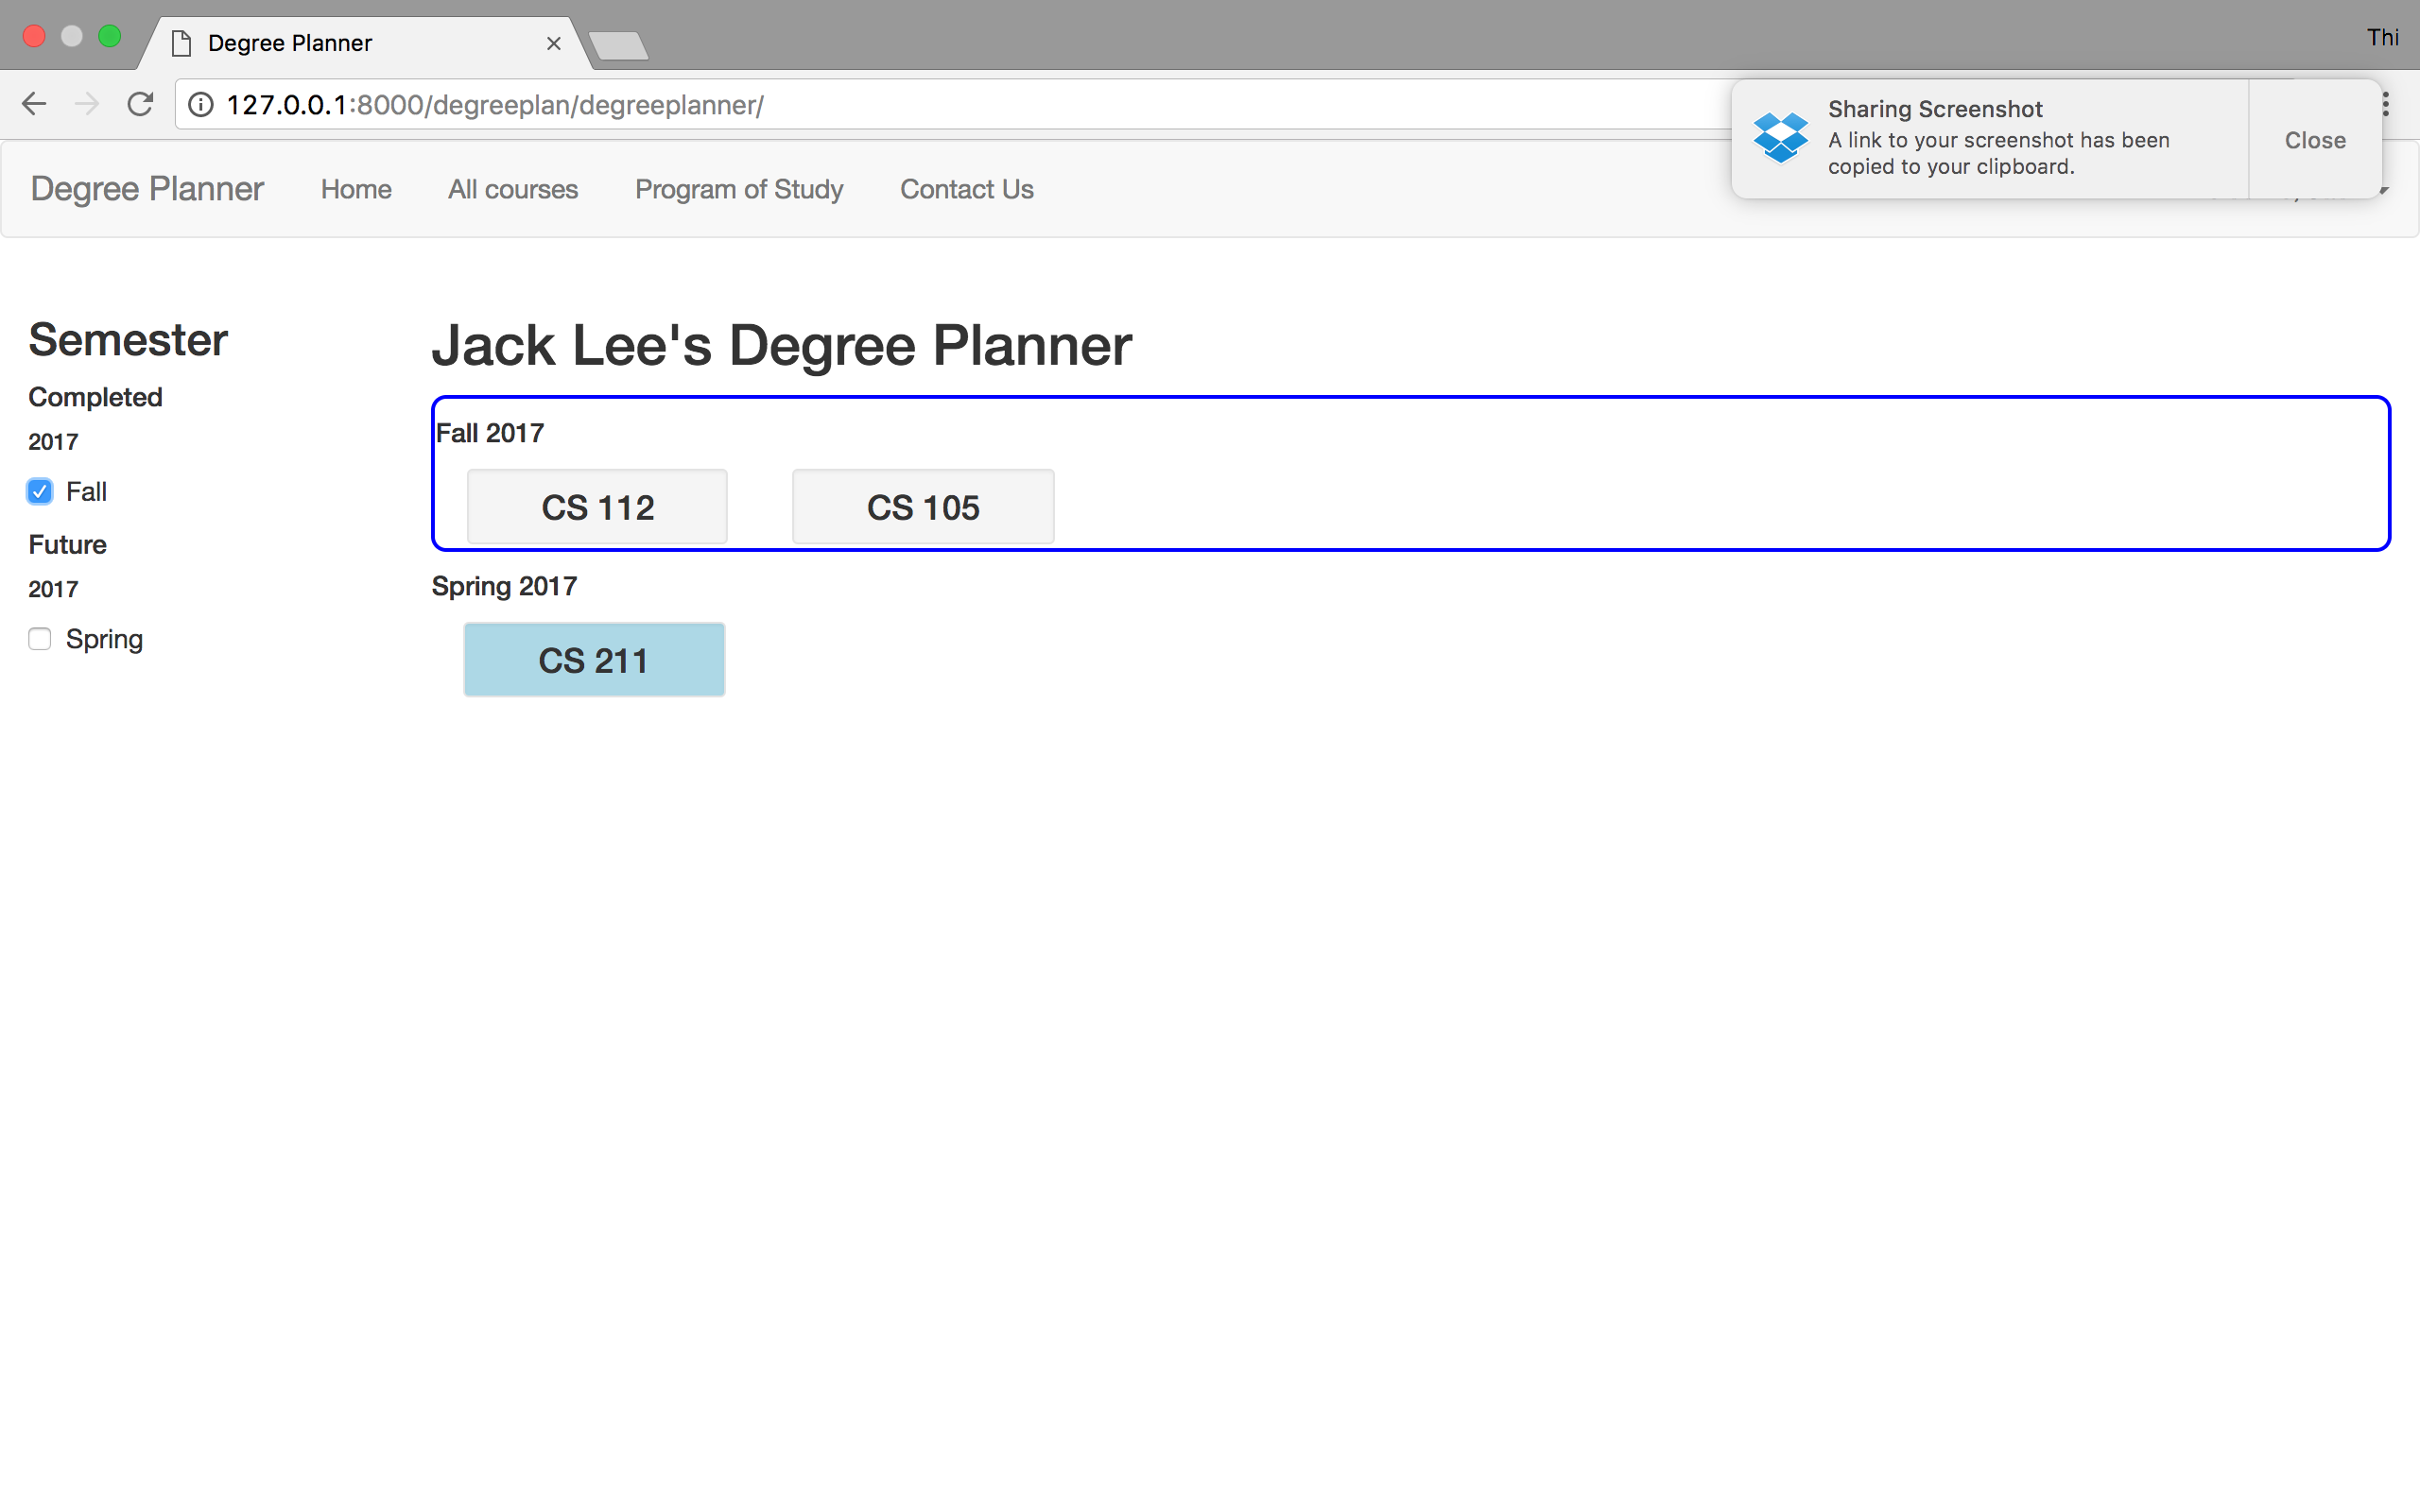 Degree Planner
Thi
127.0.0.1:8000/degreeplan/degreeplanner/
Sharing Screenshot
A link to your screenshot has been
copied to your clipboard.
Close
Degree Planner
Home
All courses
Program of Study
Contact Us
Semester
Completed
2017
Fall
Future
2017
Spring
Jack Lee's Degree Planner
Fall 2017
CS 112
CS 105
Spring 2017
CS 211